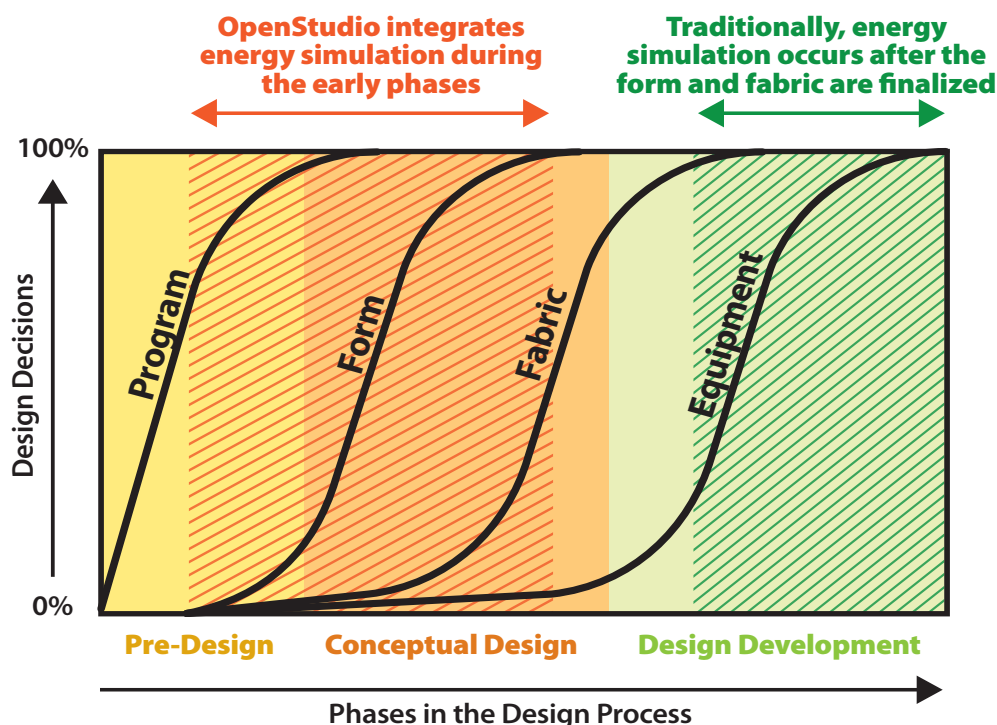 OpenStudio integrates
energy simulation during
the early phases
Traditionally, energy
simulation occurs after the
form and fabric are finalized
100%
Design Decisions
Program
Form
Fabric
Equipment
0%
Pre-Design
Conceptual Design
Design Development
Phases in the Design Process